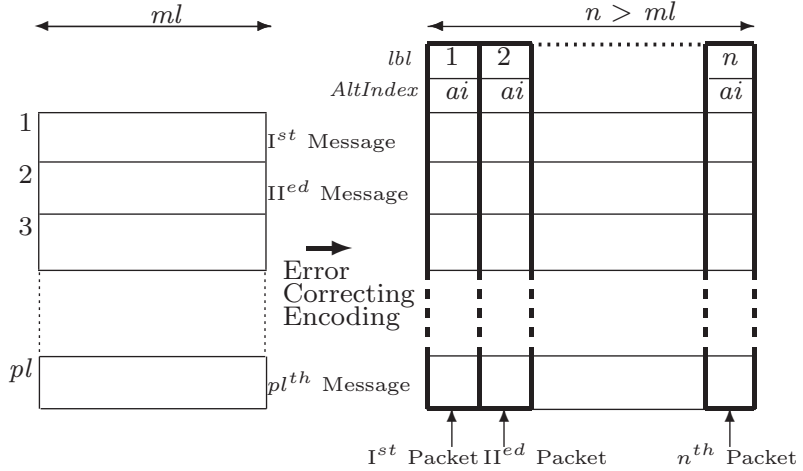 ml
1
I^st Message
2
II^ed Message
3
pl
pl^th Message
Error
Correcting
Encoding
n > ml
lbl 1 2 n
AltIndex ai ai ai
I^st Packet II^ed Packet n^th Packet